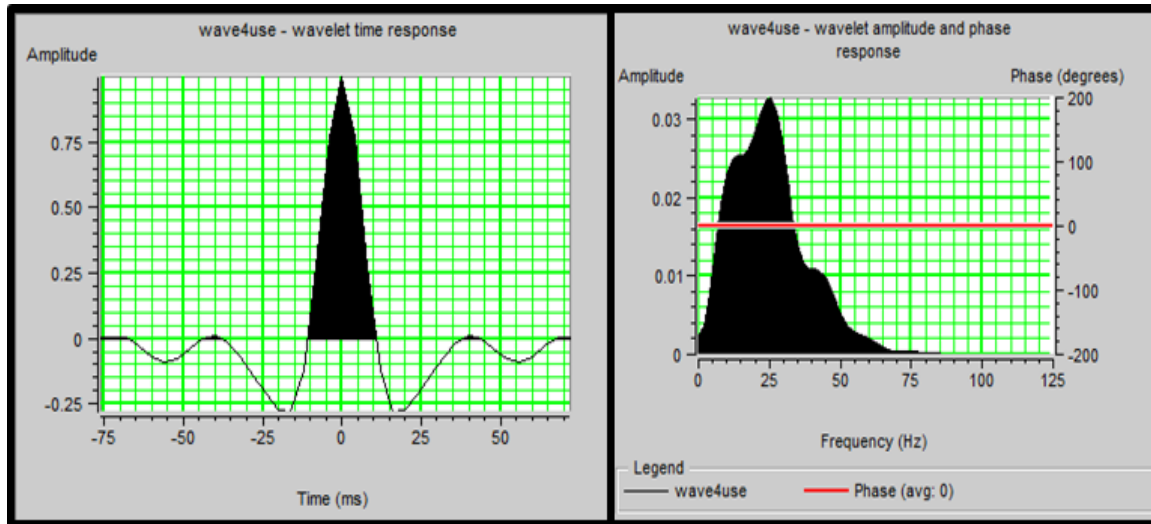 wave4use - wavelet time response
Amplitude
0.75
0.50
0.25
0
-0.25
-75 -50 -25 0 25 50
Time (ms)
wave4use - wavelet amplitude and phase
response
Amplitude Phase (degrees)
0.03
0.02
0.01
0
200
100
0
-100
-200
0 25 50 75 100 125
Frequency (Hz)
Legend
wave4use Phase (avg: 0)